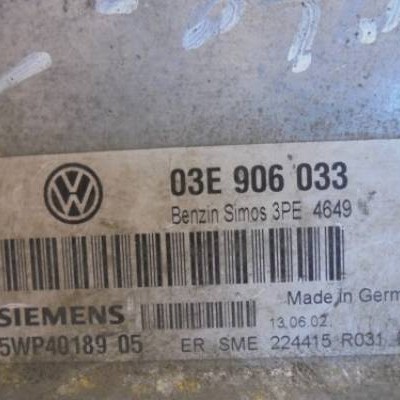 03E 906 033
Benzin Simos 3PE 4649
Made in Germ
SIEMENS
13.06.02
5WP40189 05 ER SME 224415 R031